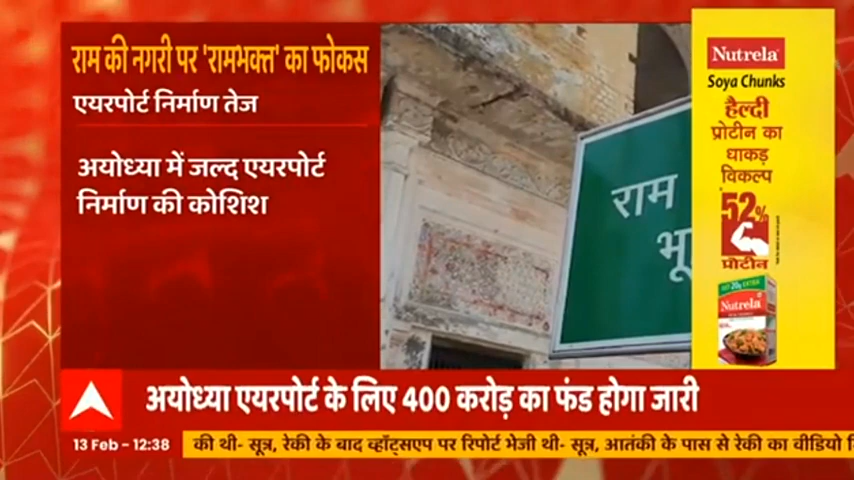 राम की नगरी पर 'रामभक्त' का फोकस
एयरपोर्ट निर्माण तेज
अयोध्या में जल्द एयरपोर्ट
निर्माण की कोशिश
राम
भू
Nutrela
Soya Chunks
हैल्दी
प्रोटीन का
धाकड़
विकल्प
52%
प्रोटीन
Nutrela
अयोध्या एयरपोर्ट के लिए 400 करोड़ का फंड होगा जारी
13 Feb - 12:38
की थी- सूत्र, रेकी के बाद व्हॉट्सएप पर रिपोर्ट भेजी थी- सूत्र, आतंकी के पास से रेकी का वीडियो